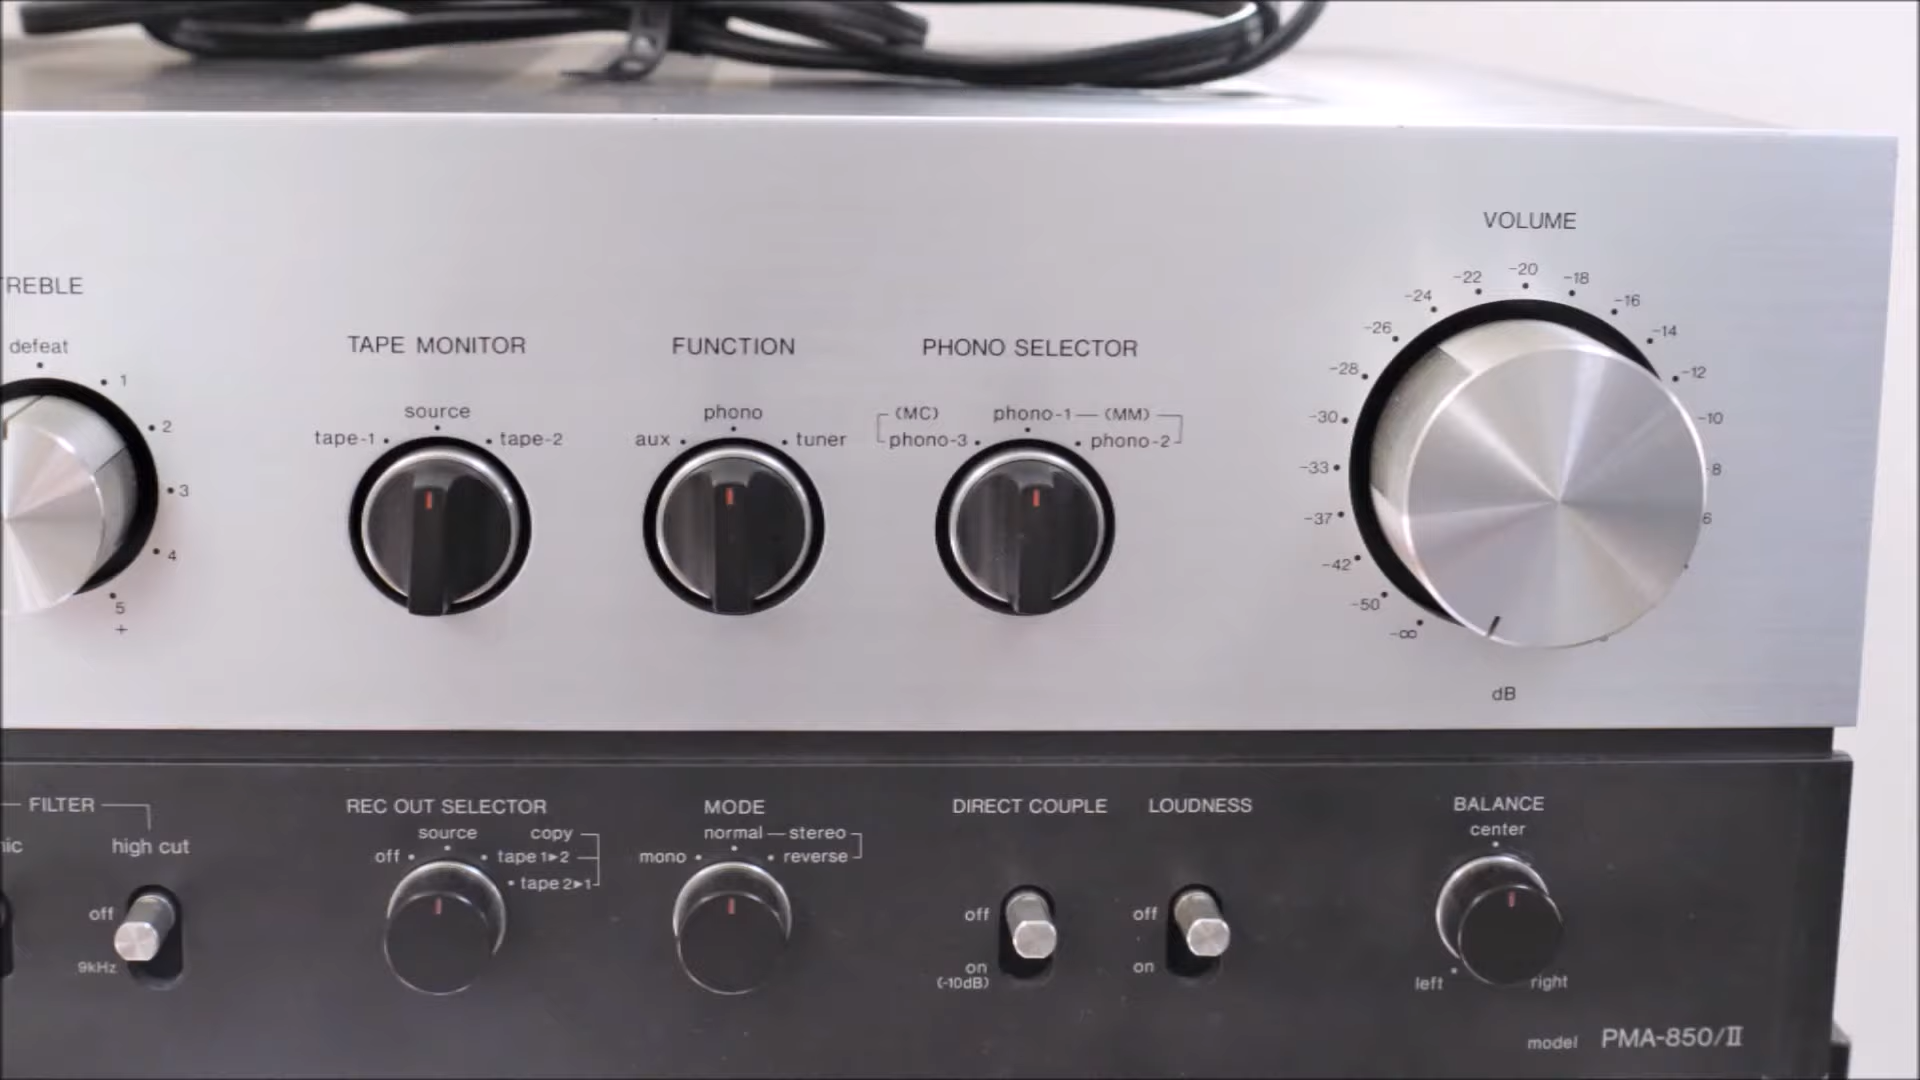 VOLUME
-∞ -50 -42 -37 -33 -30 -28 -26 -24 -22 -20 -18 -16 -14 -12 -10 8 6
dB
TREBLE
defeat
1
2
3
4
5
+
TAPE MONITOR
source
tape-1 tape-2
FUNCTION
phono
aux tuner
PHONO SELECTOR
(MC) phono-1 (MM)
phono-3 phono-2
FILTER
high cut
off
9kHz
REC OUT SELECTOR
source copy
off tape 1▸2
tape 2▸1
MODE
normal stereo
mono reverse
DIRECT COUPLE
off
on
(-10dB)
LOUDNESS
off
on
BALANCE
center
left right
model PMA-850/II